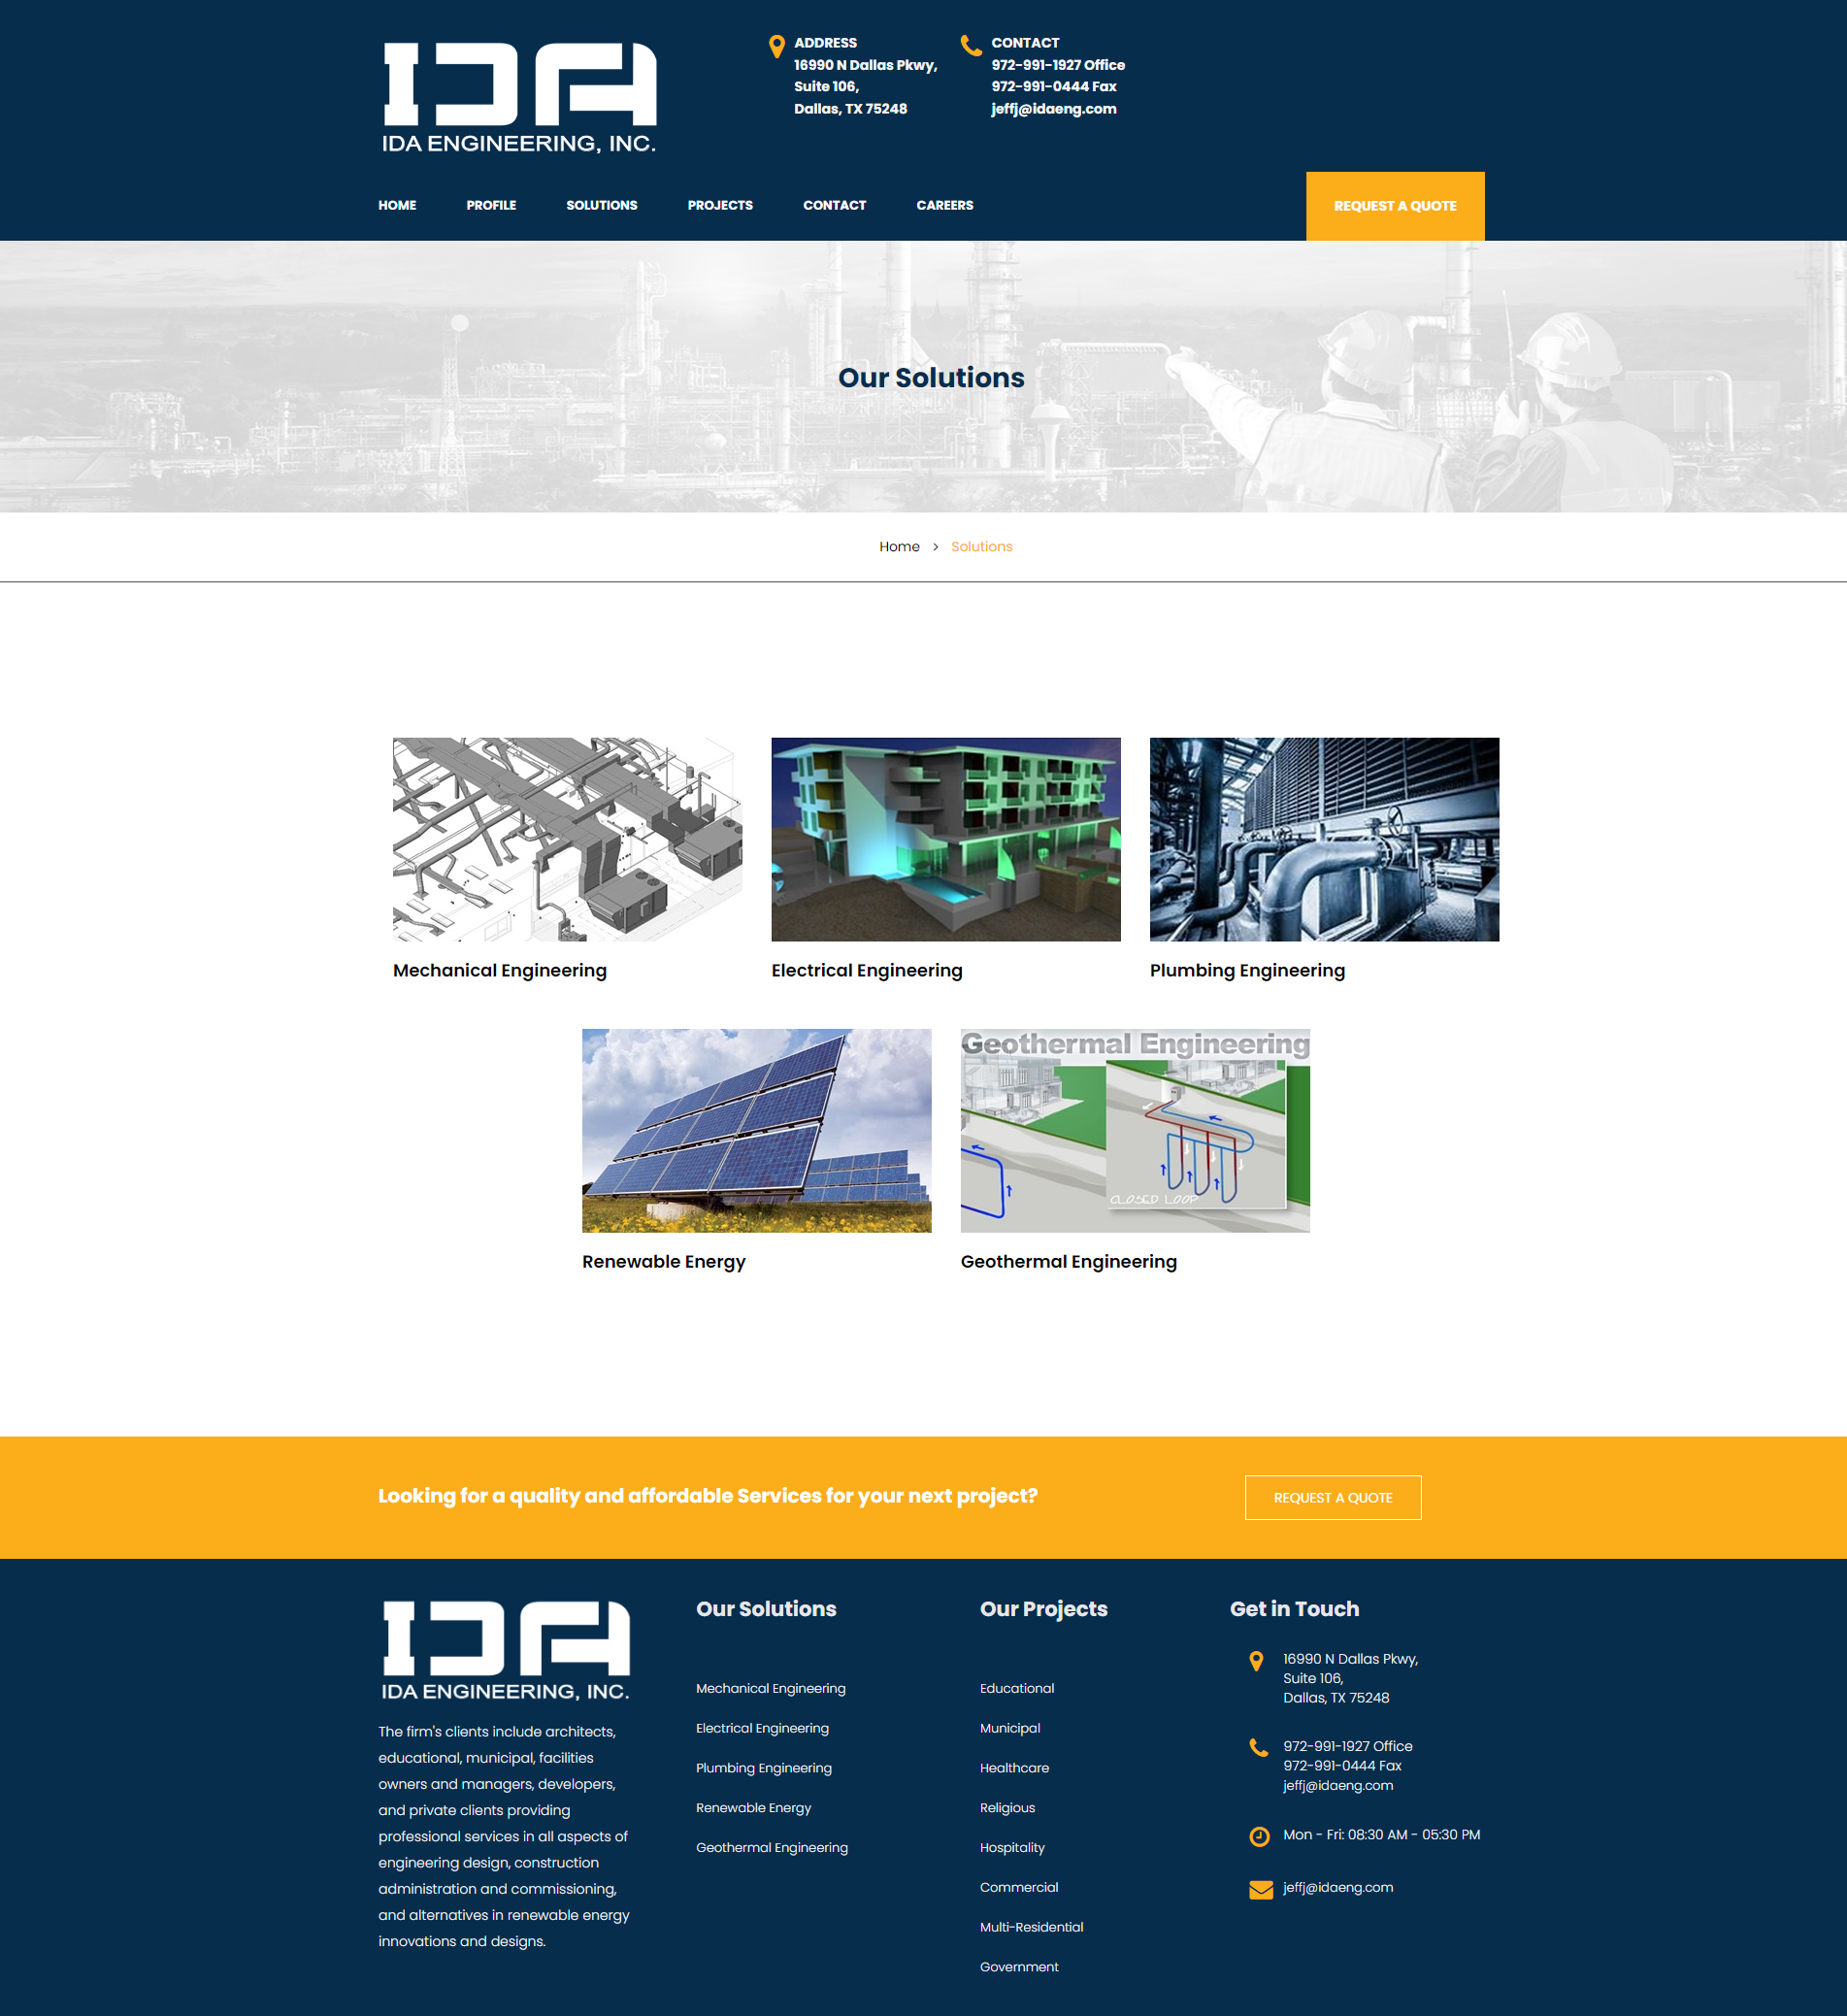 IDA
IDA ENGINEERING, INC.
ADDRESS
16990 N Dallas Pkwy,
Suite 106,
Dallas, TX 75248
CONTACT
972-991-1927 Office
972-991-0444 Fax
jeffj@idaeng.com
HOME PROFILE SOLUTIONS PROJECTS CONTACT CAREERS
REQUEST A QUOTE
Our Solutions
Home > Solutions
Mechanical Engineering
Electrical Engineering
Plumbing Engineering
Geothermal Engineering
CLOSED LOOP
Renewable Energy
Geothermal Engineering
Looking for a quality and affordable Services for your next project?
REQUEST A QUOTE
IDA
IDA ENGINEERING, INC.
The firm's clients include architects,
educational, municipal, facilities
owners and managers, developers,
and private clients providing
professional services in all aspects of
engineering design, construction
administration and commissioning,
and alternatives in renewable energy
innovations and designs.
Our Solutions
Mechanical Engineering
Electrical Engineering
Plumbing Engineering
Renewable Energy
Geothermal Engineering
Our Projects
Educational
Municipal
Healthcare
Religious
Hospitality
Commercial
Multi-Residential
Government
Get in Touch
16990 N Dallas Pkwy,
Suite 106,
Dallas, TX 75248
972-991-1927 Office
972-991-0444 Fax
jeffj@idaeng.com
Mon - Fri: 08:30 AM - 05:30 PM
jeffj@idaeng.com